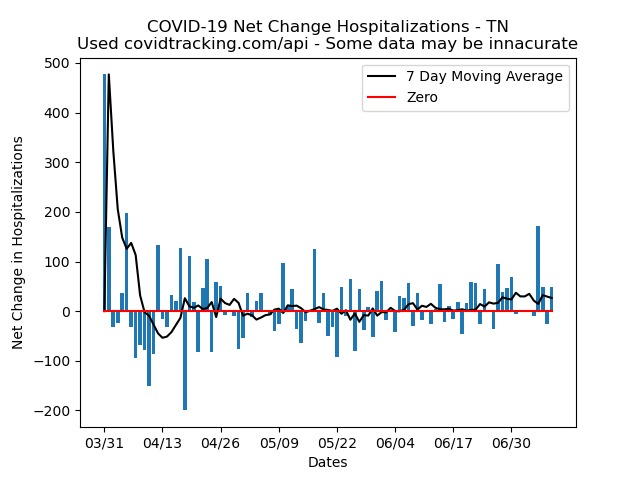 COVID-19 Net Change Hospitalizations - TN
Used covidtracking.com/api - Some data may be innacurate
7 Day Moving Average
Zero
Net Change in Hospitalizations
500
400
300
200
100
0
−100
−200
03/31 04/13 04/26 05/09 05/22 06/04 06/17 06/30
Dates